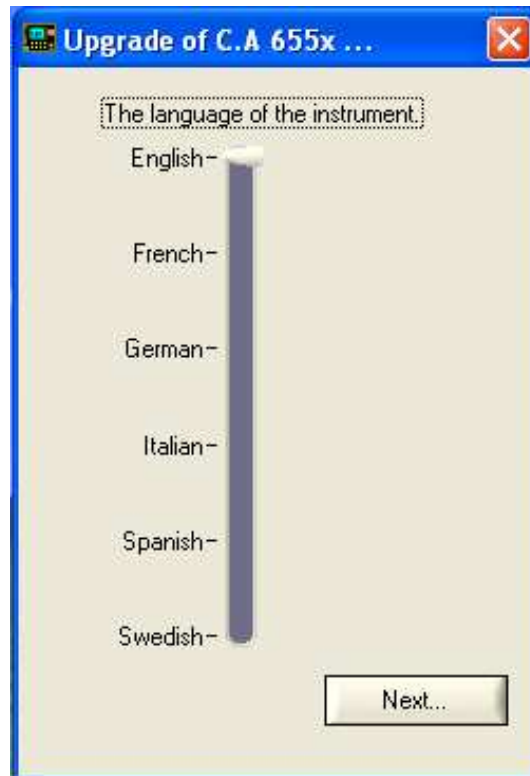 Upgrade of C.A 655x ...
The language of the instrument.
English
French
German
Italian
Spanish
Swedish
Next...